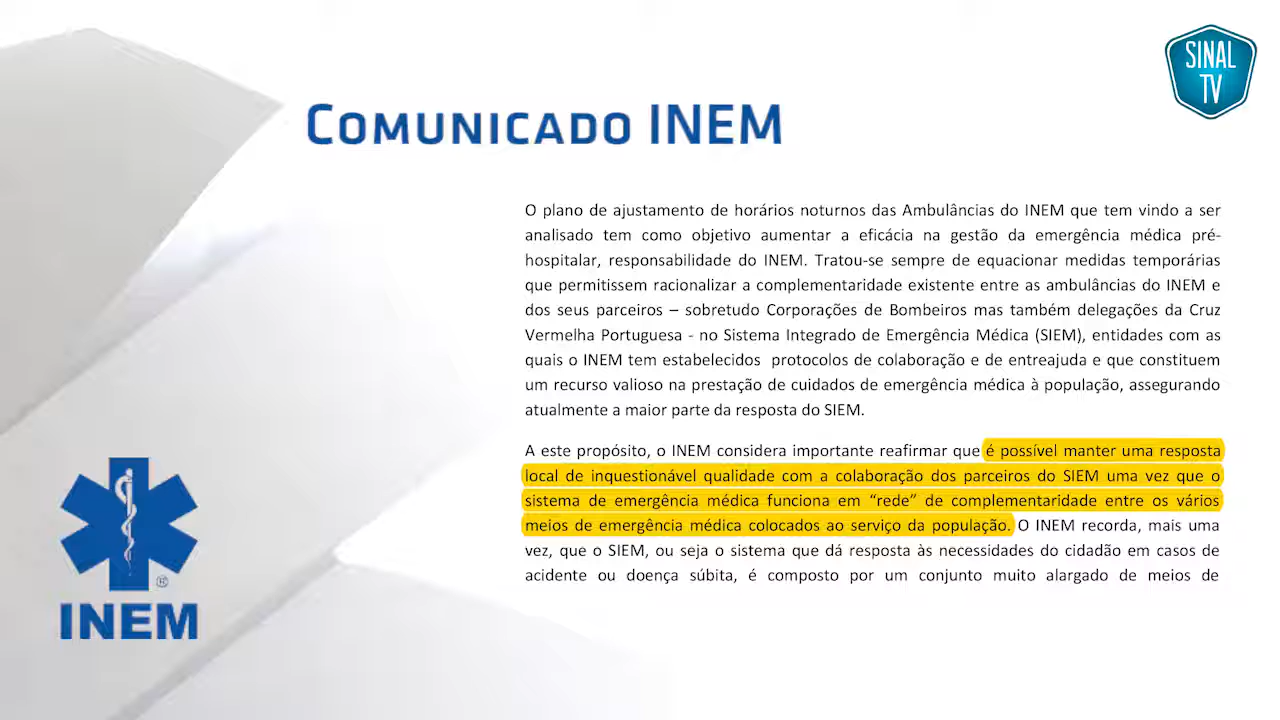 SINAL
TV
COMUNICADO INEM
O plano de ajustamento de horários noturnos das Ambulâncias do INEM que tem vindo a ser
analisado tem como objetivo aumentar a eficácia na gestão da emergência médica pré-
hospitalar, responsabilidade do INEM. Tratou-se sempre de equacionar medidas temporárias
que permitissem racionalizar a complementaridade existente entre as ambulâncias do INEM e
dos seus parceiros – sobretudo Corporações de Bombeiros mas também delegações da Cruz
Vermelha Portuguesa - no Sistema Integrado de Emergência Médica (SIEM), entidades com as
quais o INEM tem estabelecidos protocolos de colaboração e de entreajuda e que constituem
um recurso valioso na prestação de cuidados de emergência médica à população, assegurando
atualmente a maior parte da resposta do SIEM.
A este propósito, o INEM considera importante reafirmar que é possível manter uma resposta
local de inquestionável qualidade com a colaboração dos parceiros do SIEM uma vez que o
sistema de emergência médica funciona em “rede” de complementaridade entre os vários
meios de emergência médica colocados ao serviço da população. O INEM recorda, mais uma
vez, que o SIEM, ou seja o sistema que dá resposta às necessidades do cidadão em casos de
acidente ou doença súbita, é composto por um conjunto muito alargado de meios de
®
INEM